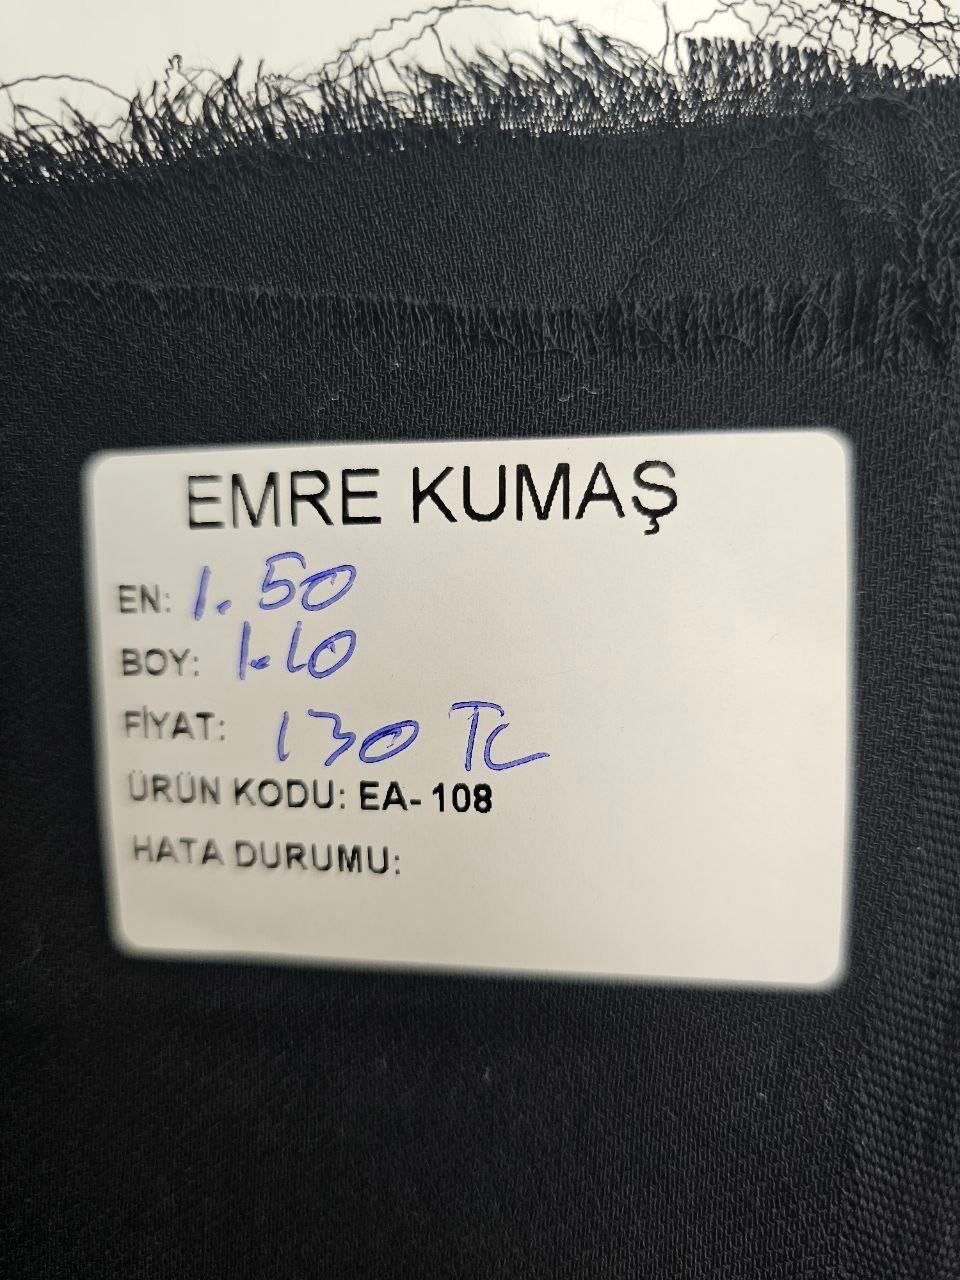 EMRE KUMAŞ
EN: 1.50
BOY: 1.10
FİYAT: 130 TL
ÜRÜN KODU: EA- 108
HATA DURUMU: